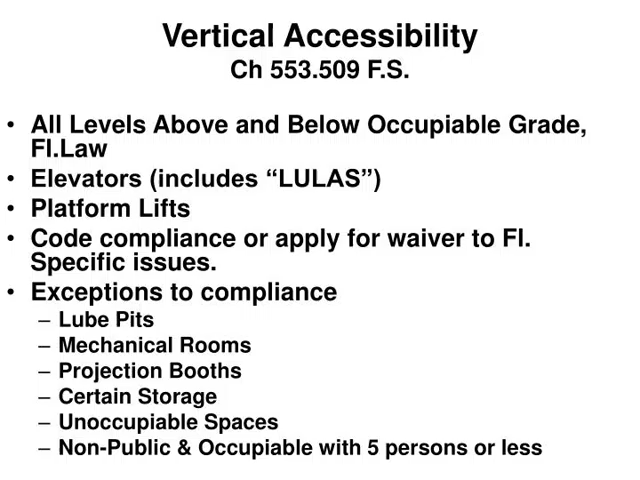 Vertical Accessibility
Ch 553.509 F.S.
• All Levels Above and Below Occupiable Grade,
Fl.Law
• Elevators (includes “LULAS”)
• Platform Lifts
• Code compliance or apply for waiver to Fl.
Specific issues.
• Exceptions to compliance
– Lube Pits
– Mechanical Rooms
– Projection Booths
– Certain Storage
– Unoccupiable Spaces
– Non-Public & Occupiable with 5 persons or less